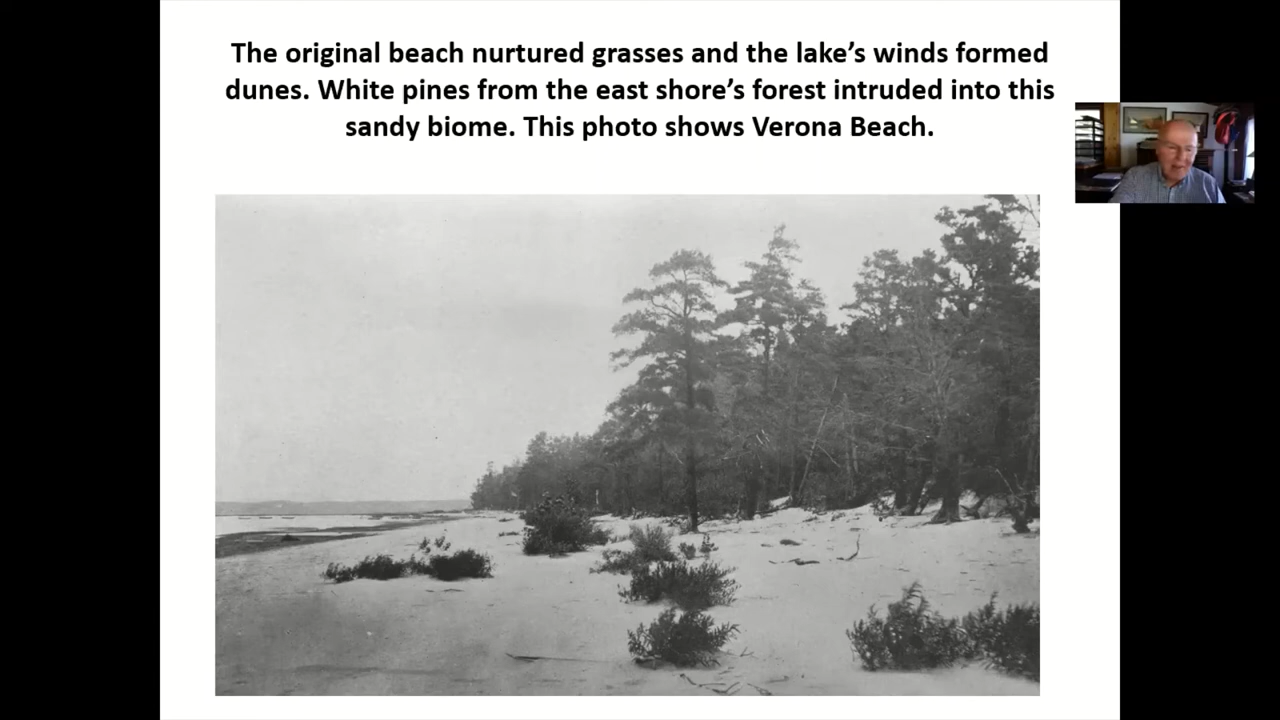 The original beach nurtured grasses and the lake’s winds formed
dunes. White pines from the east shore’s forest intruded into this
sandy biome. This photo shows Verona Beach.